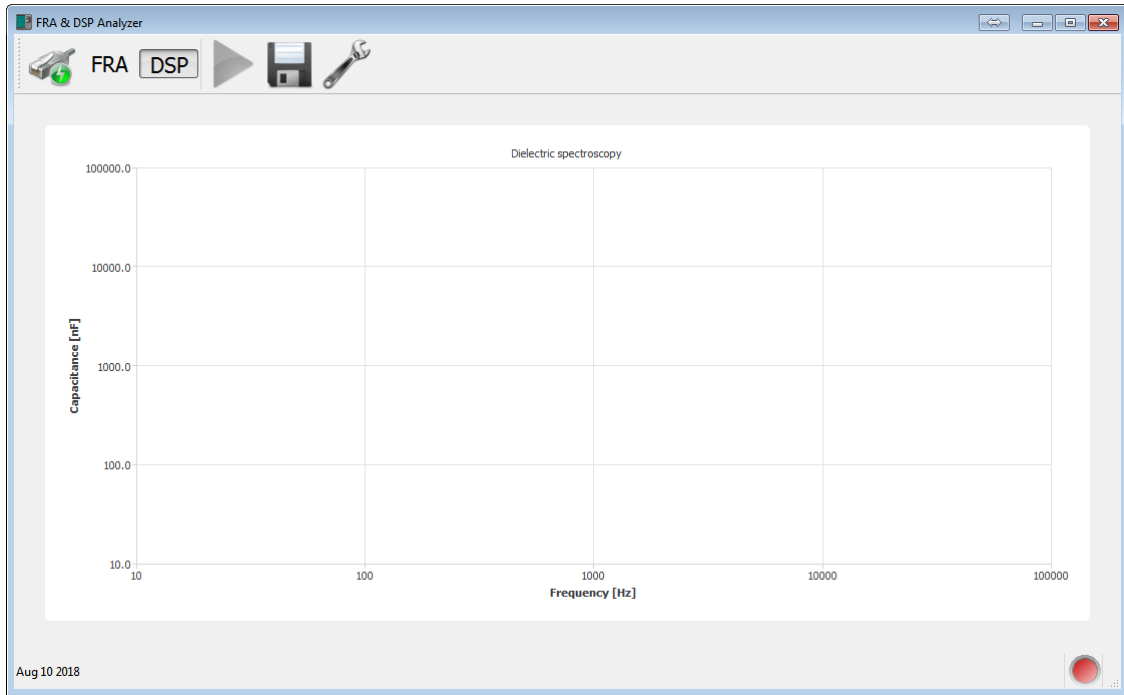 FRA & DSP Analyzer
FRA DSP
Dielectric spectroscopy
100000.0
10000.0
Capacitance [nF]
1000.0
100.0
10.0
10 100 1000 10000 100000
Frequency [Hz]
Aug 10 2018